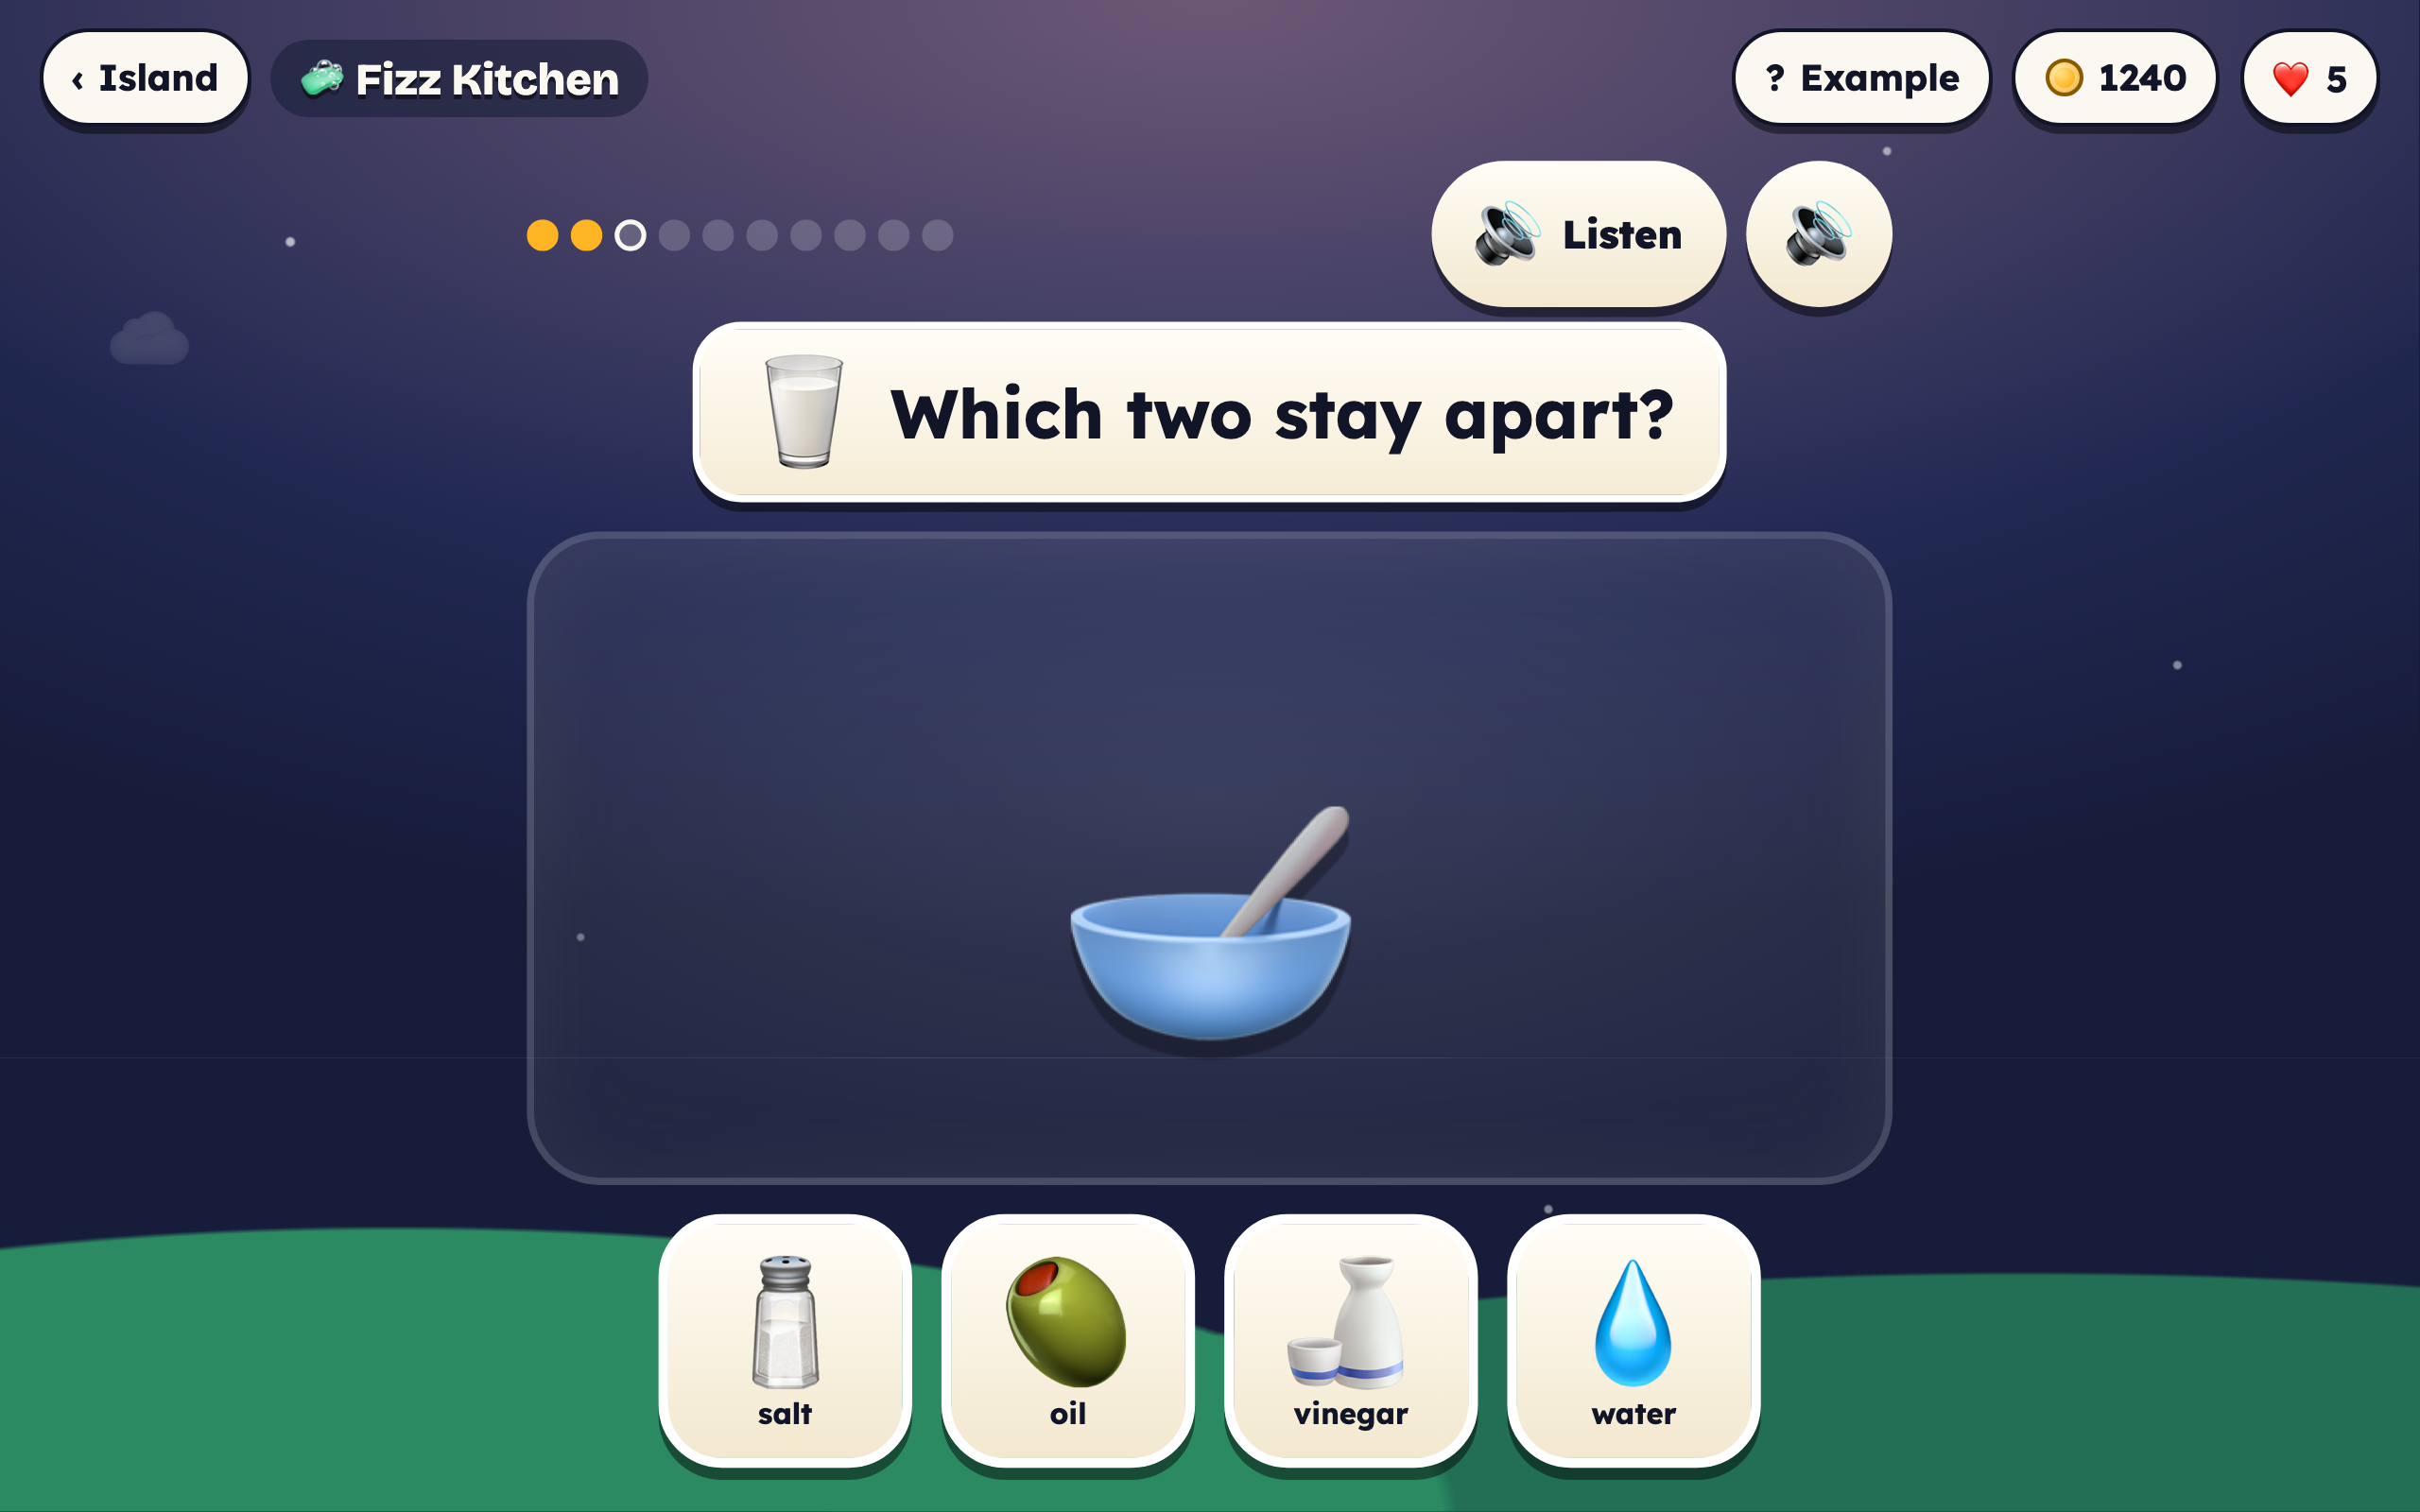 ‹ Island
Fizz Kitchen
? Example
1240
5
Listen
Which two stay apart?
salt
oil
vinegar
water